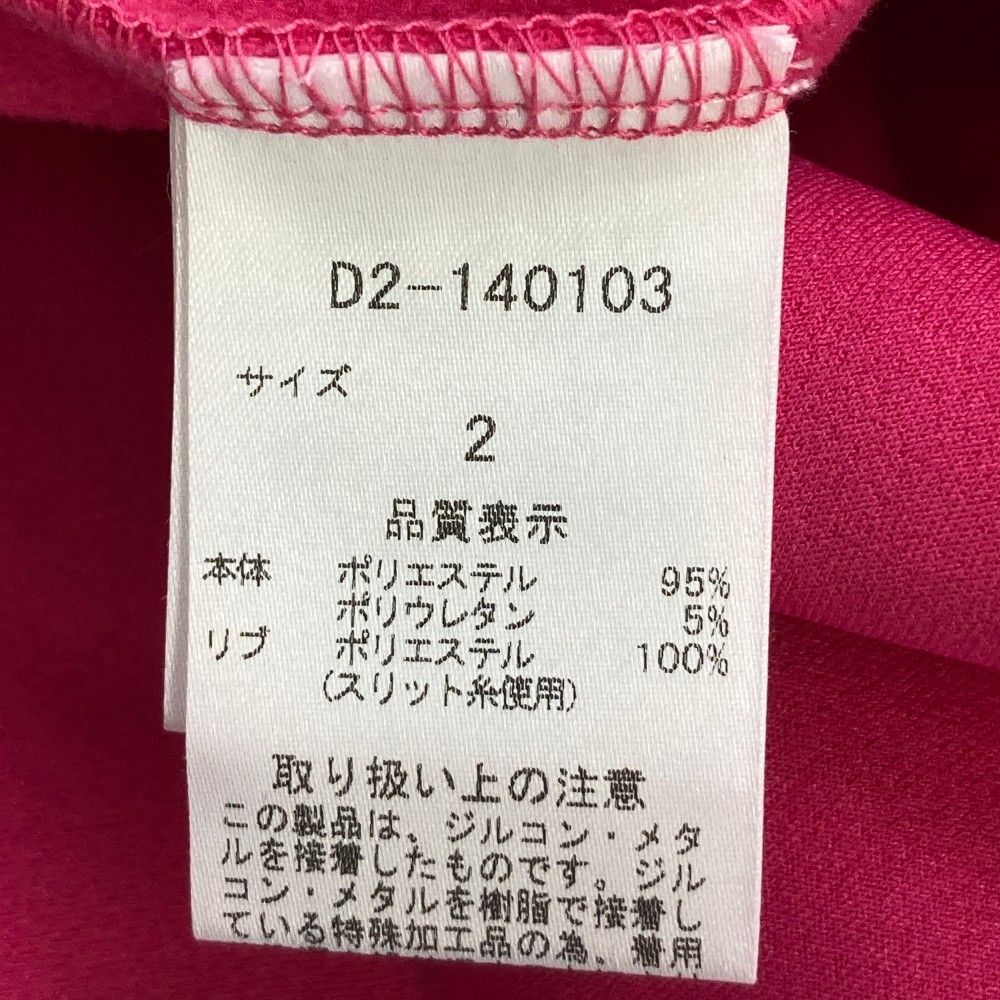 D2-140103
サイズ
2
品質表示
本体 ポリエステル 95%
ポリウレタン 5%
リブ ポリエステル 100%
(スリット糸使用)
取り扱い上の注意
この製品は、ジルコン・メタ
ルを接着したものです。ジル
コン・メタルを樹脂で接着し
ている特殊加工品の為、着用